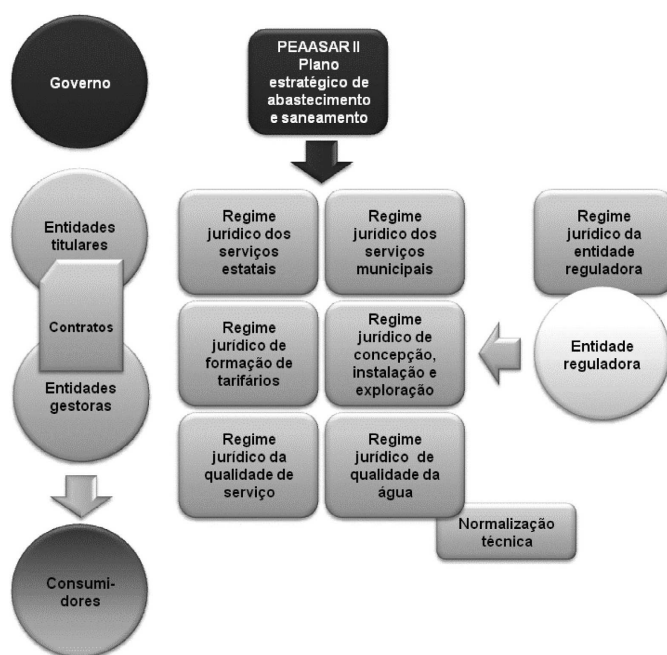 Governo
PEAASAR II
Plano
estratégico de
abastecimento
e saneamento
Entidades
titulares
Contratos
Entidades
gestoras
Consumi-
dores
Regime
jurídico dos
serviços
estatais
Regime
jurídico dos
serviços
municipais
Regime
jurídico da
entidade
reguladora
Regime
jurídico de
formação de
tarifários
Regime
jurídico de
concepção,
instalação e
exploração
Entidade
reguladora
Regime
jurídico da
qualidade de
serviço
Regime
jurídico de
qualidade da
água
Normalização
técnica